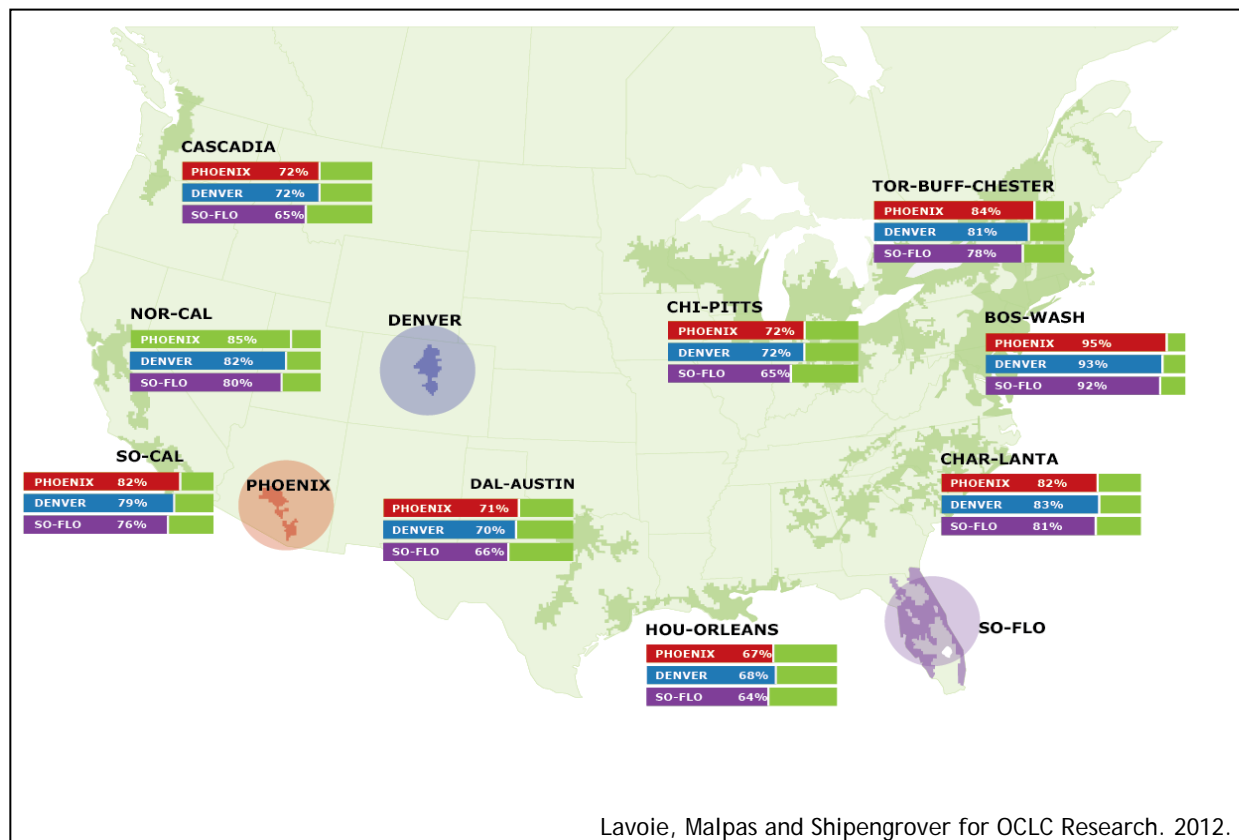 CASCADIA
PHOENIX 72%
DENVER 72%
SO-FLO 65%
TOR-BUFF-CHESTER
PHOENIX 84%
DENVER 81%
SO-FLO 78%
NOR-CAL
PHOENIX 85%
DENVER 82%
SO-FLO 80%
DENVER
CHI-PITTS
PHOENIX 72%
DENVER 72%
SO-FLO 65%
BOS-WASH
PHOENIX 95%
DENVER 93%
SO-FLO 92%
SO-CAL
PHOENIX 82%
DENVER 79%
SO-FLO 76%
PHOENIX
DAL-AUSTIN
PHOENIX 71%
DENVER 70%
SO-FLO 66%
CHAR-LANTA
PHOENIX 82%
DENVER 83%
SO-FLO 81%
HOU-ORLEANS
PHOENIX 67%
DENVER 68%
SO-FLO 64%
SO-FLO
Lavoie, Malpas and Shipengrover for OCLC Research. 2012.